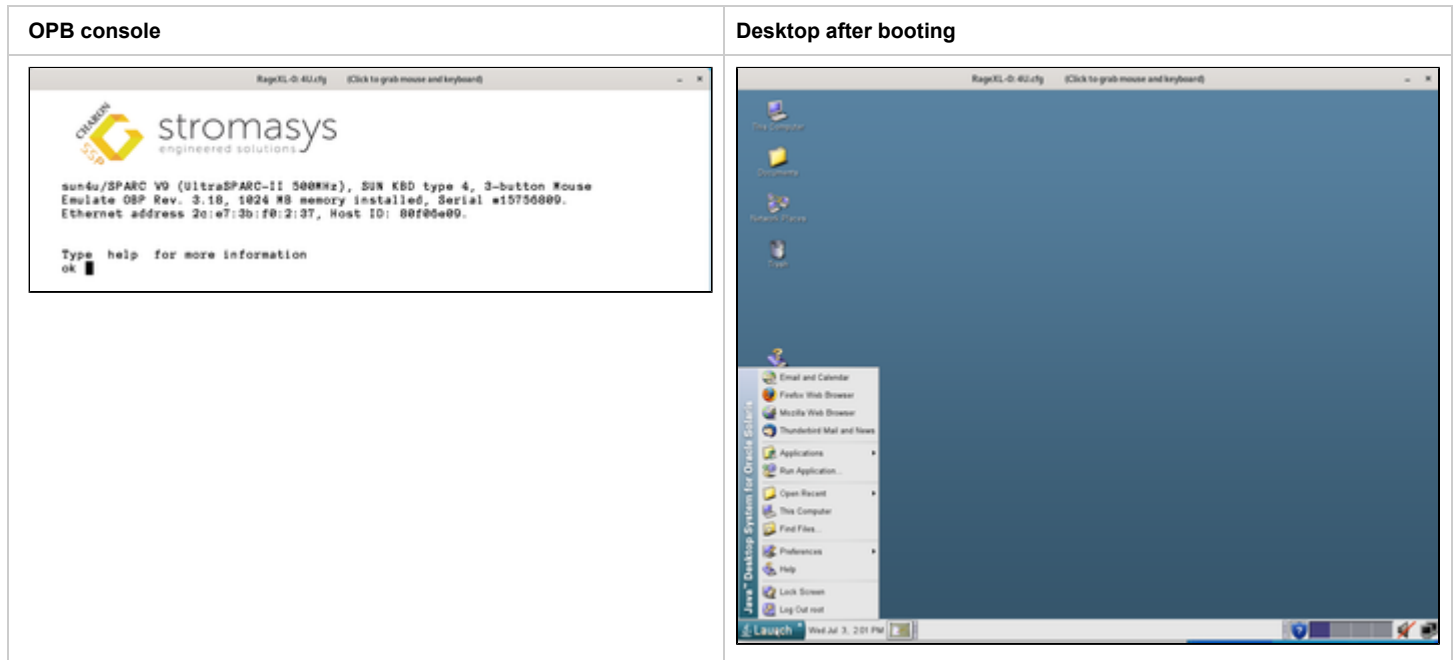 OPB console
Desktop after booting
RageXL-0: 4U.cfg (Click to grab mouse and keyboard)
CHARON
SSP
stromasys
engineered solutions
sun4u/SPARC V9 (UltraSPARC-II 500MHz), SUN KBD type 4, 3-button Mouse
Emulate OBP Rev. 3.18, 1024 MB memory installed, Serial #15756809.
Ethernet address 2c:e7:3b:f0:2:37, Host ID: 80f06e09.
Type help for more information
ok
RageXL-0: 4U.cfg (Click to grab mouse and keyboard)
This Computer
Documents
Network Places
Trash
Java™ Desktop System for Oracle Solaris
Email and Calendar
Firefox Web Browser
Mozilla Web Browser
Thunderbird Mail and News
Applications
Run Application...
Open Recent
This Computer
Find Files...
Preferences
Help
Lock Screen
Log Out root
Launch Wed Jul 3, 2:01 PM